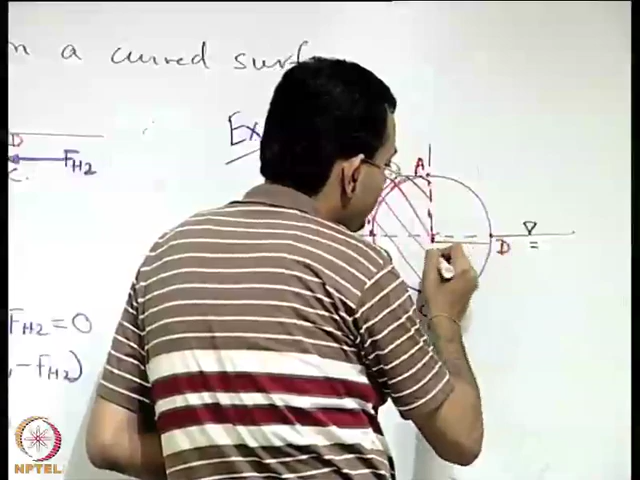 n a curved surf
D
FH2
C.
Ex
A
D
FH2 = 0
, - FH2)
NPTEL